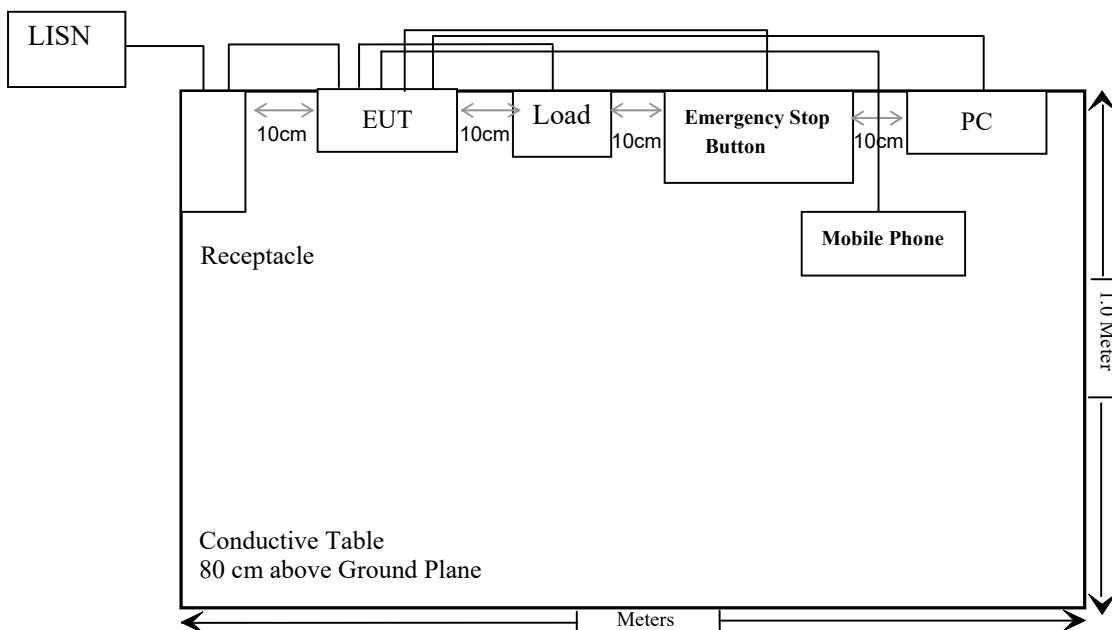 LISN
EUT
Load
Emergency Stop
Button
PC
10cm
10cm
10cm
10cm
Mobile Phone
Receptacle
1.0 Meter
Conductive Table
80 cm above Ground Plane
Meters